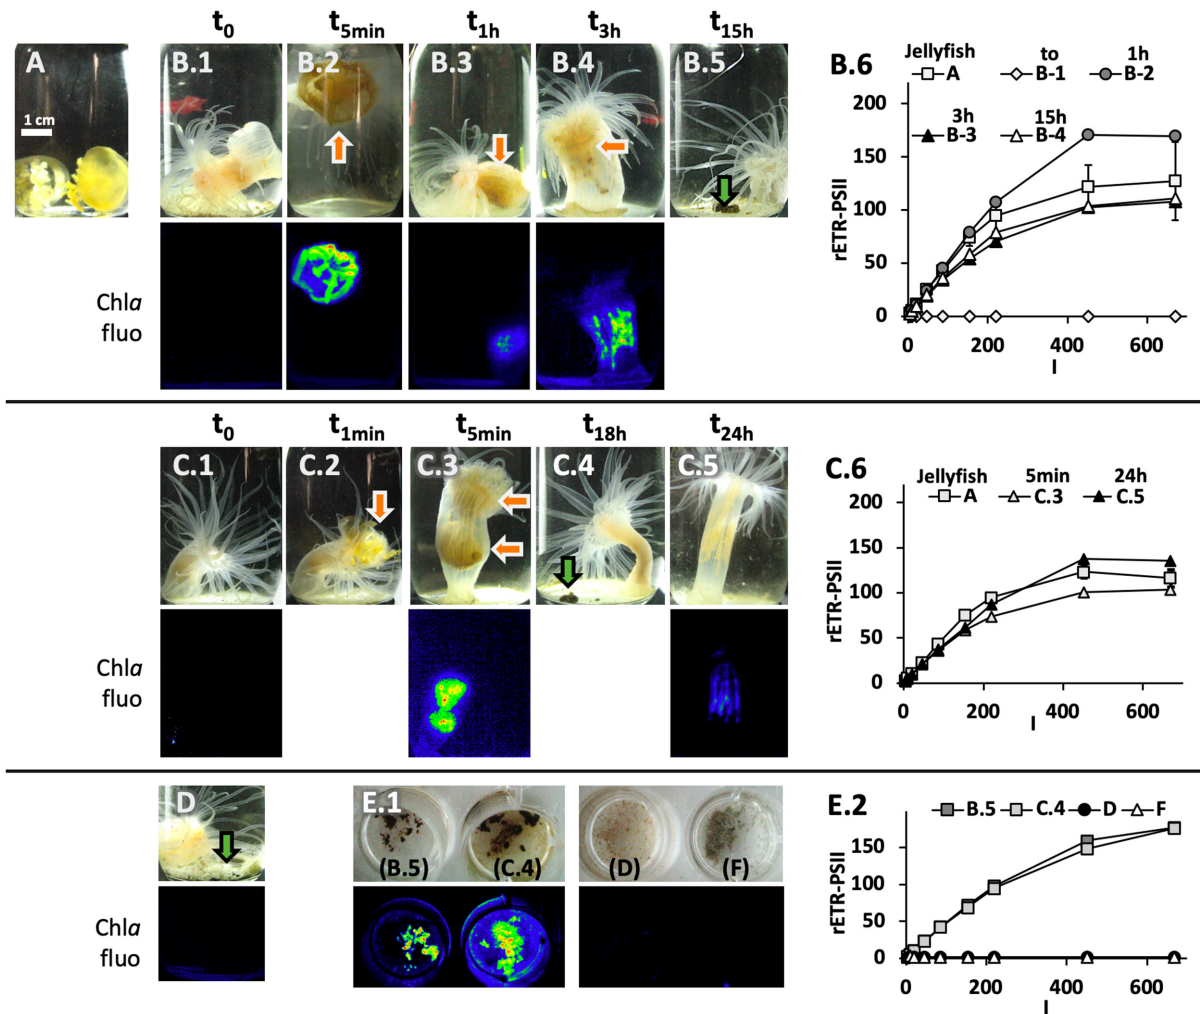 t0 t5min t1h t3h t15h
A B.1 B.2 B.3 B.4 B.5
1 cm
B.6
Jellyfish to 1h
A B-1 B-2
3h 15h
B-3 B-4
200
150
100
50
0
rETR-PSII
0 200 400 600
I
Chla
fluo
t0 t1min t5min t18h t24h
C.1 C.2 C.3 C.4 C.5
C.6
Jellyfish 5min 24h
A C.3 C.5
200
150
100
50
0
rETR-PSII
0 200 400 600
I
Chla
fluo
D E.1
(B.5) (C.4) (D) (F)
E.2
B.5 C.4 D F
150
100
50
0
rETR-PSII
0 200 400 600
I
Chla
fluo